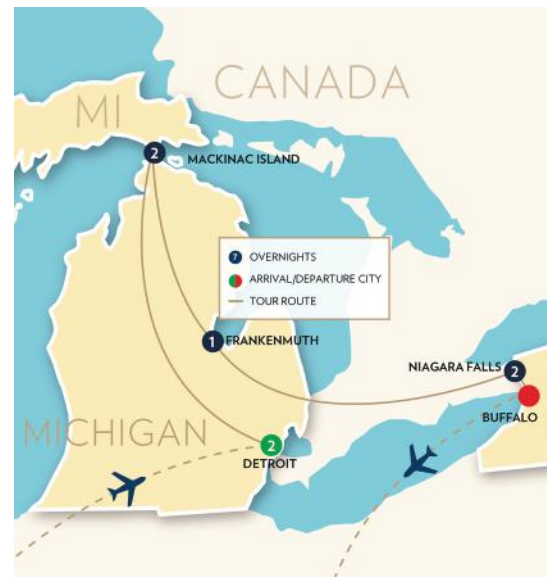 CANADA
MI
2
MACKINAC ISLAND
7 OVERNIGHTS
ARRIVAL/DEPARTURE CITY
TOUR ROUTE
1 FRANKENMUTH
NIAGARA FALLS 2
BUFFALO
MICHIGAN
2
DETROIT